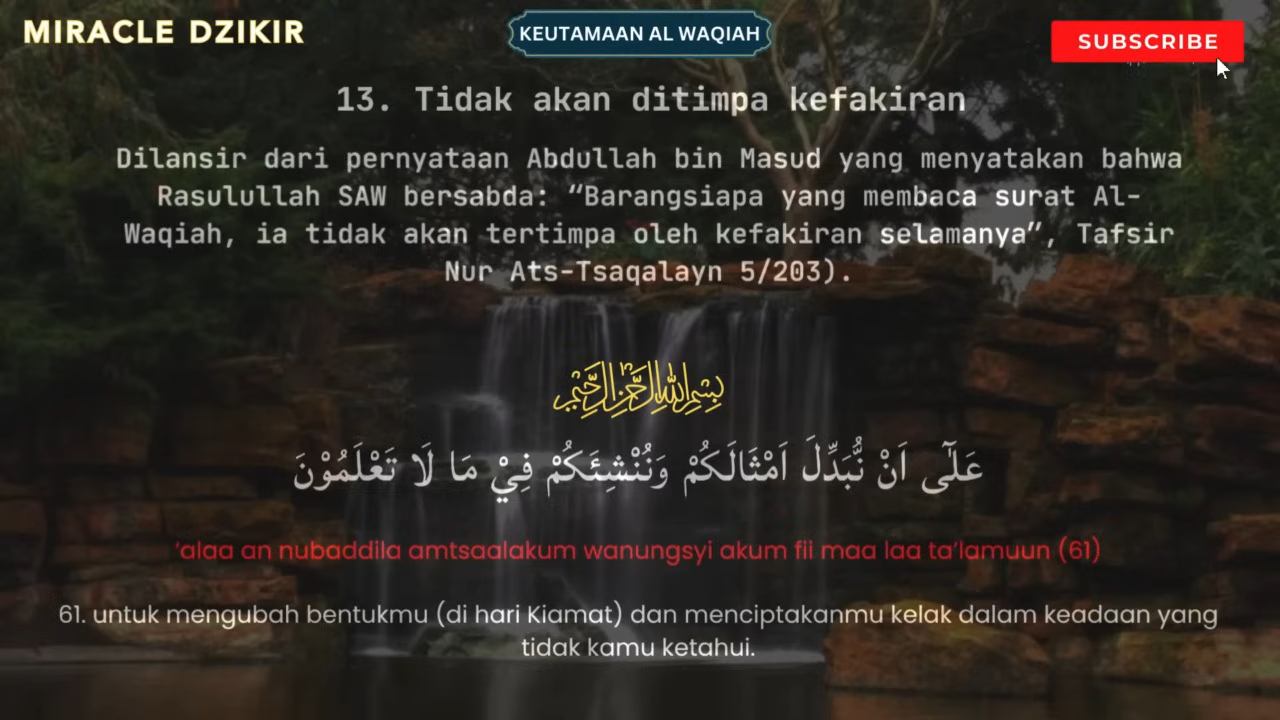 MIRACLE DZIKIR
KEUTAMAAN AL WAQIAH
SUBSCRIBE
13. Tidak akan ditimpa kefakiran
Dilansir dari pernyataan Abdullah bin Masud yang menyatakan bahwa
Rasulullah SAW bersabda: “Barangsiapa yang membaca surat Al-
Waqiah, ia tidak akan tertimpa oleh kefakiran selamanya”, Tafsir
Nur Ats-Tsaqalayn 5/203).
بِسْمِ اللهِ الرَّحْمٰنِ الرَّحِيْمِ
عَلٰٓى اَنْ نُّبَدِّلَ اَمْثَالَكُمْ وَنُنْشِئَكُمْ فِيْ مَا لَا تَعْلَمُوْنَ
‘alaa an nubaddila amtsaalakum wanungsyi akum fii maa laa ta’lamuun (61)
61. untuk mengubah bentukmu (di hari Kiamat) dan menciptakanmu kelak dalam keadaan yang
tidak kamu ketahui.